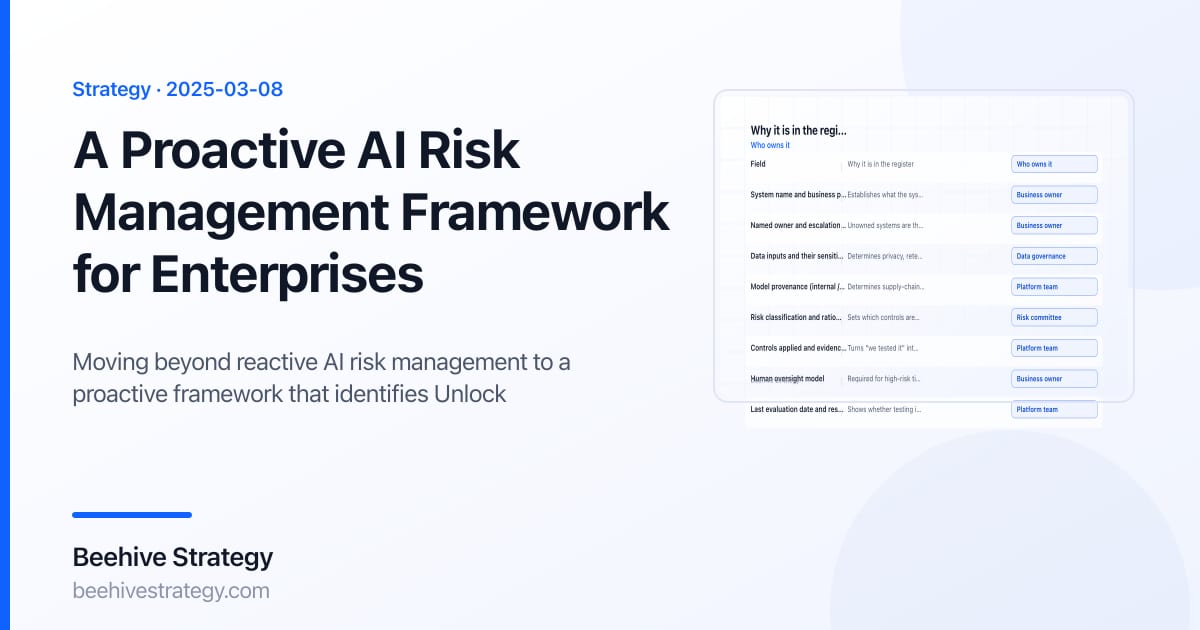 Strategy · 2025-03-08
A Proactive AI Risk
Management Framework
for Enterprises
Moving beyond reactive AI risk management to a
proactive framework that identifies Unlock
Beehive Strategy
beehivestrategy.com
Why it is in the regi...
Who owns it
Field Why it is in the register Who owns it
System name and business p... Establishes what the sys... Business owner
Named owner and escalation ... Unowned systems are th... Business owner
Data inputs and their sensiti... Determines privacy, rete... Data governance
Model provenance (internal /... Determines supply-chain... Platform team
Risk classification and ratio... Sets which controls are... Risk committee
Controls applied and evidenc... Turns "we tested it" int... Platform team
Human oversight model Required for high-risk ti... Business owner
Last evaluation date and res... Shows whether testing i... Platform team